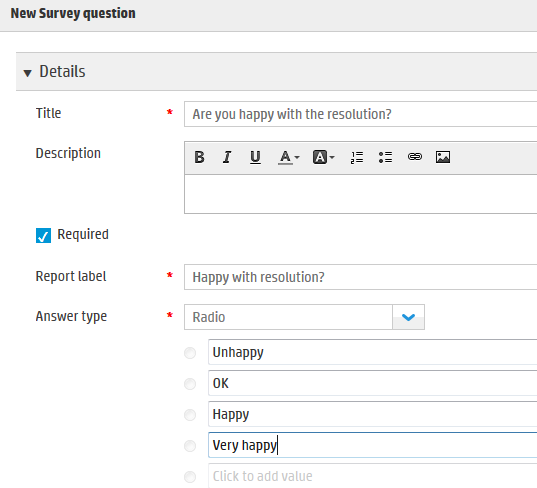 New Survey question
Details
Title * Are you happy with the resolution?
Description B I U A A
Required
Report label * Happy with resolution?
Answer type * Radio
Unhappy
OK
Happy
Very happy
Click to add value